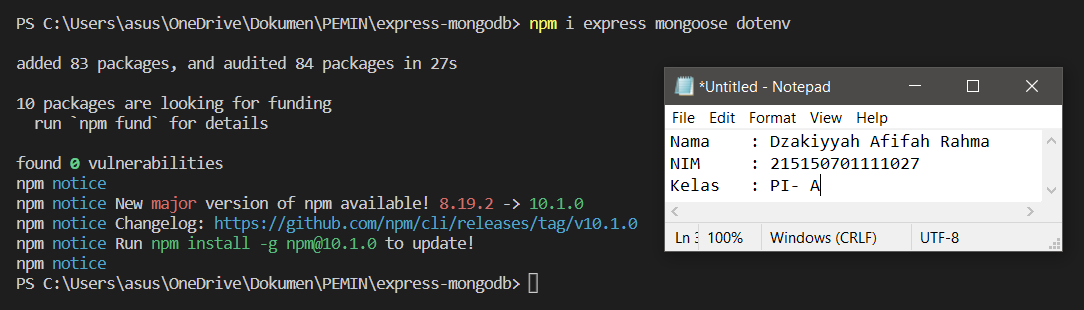 PS C:\Users\asus\OneDrive\Dokumen\PEMIN\express-mongodb> npm i express mongoose dotenv
added 83 packages, and audited 84 packages in 27s
10 packages are looking for funding
  run `npm fund` for details
found 0 vulnerabilities
npm notice
npm notice New major version of npm available! 8.19.2 -> 10.1.0
npm notice Changelog: https://github.com/npm/cli/releases/tag/v10.1.0
npm notice Run npm install -g npm@10.1.0 to update!
npm notice
PS C:\Users\asus\OneDrive\Dokumen\PEMIN\express-mongodb>
*Untitled - Notepad
File Edit Format View Help
Nama : Dzakiyyah Afifah Rahma
NIM : 215150701111027
Kelas : PI- A
Ln 3 100% Windows (CRLF) UTF-8